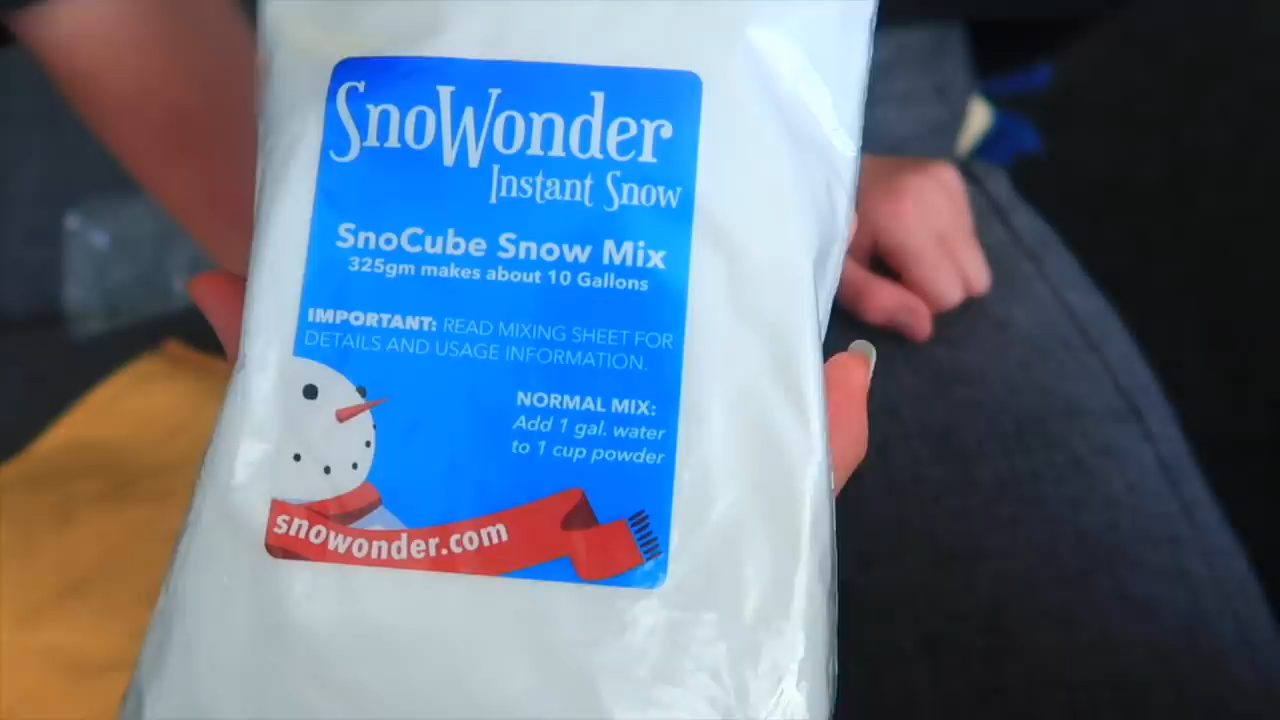 SnoWonder
Instant Snow
SnoCube Snow Mix
325gm makes about 10 Gallons
IMPORTANT: READ MIXING SHEET FOR
DETAILS AND USAGE INFORMATION.
NORMAL MIX:
Add 1 gal. water
to 1 cup powder
snowonder.com